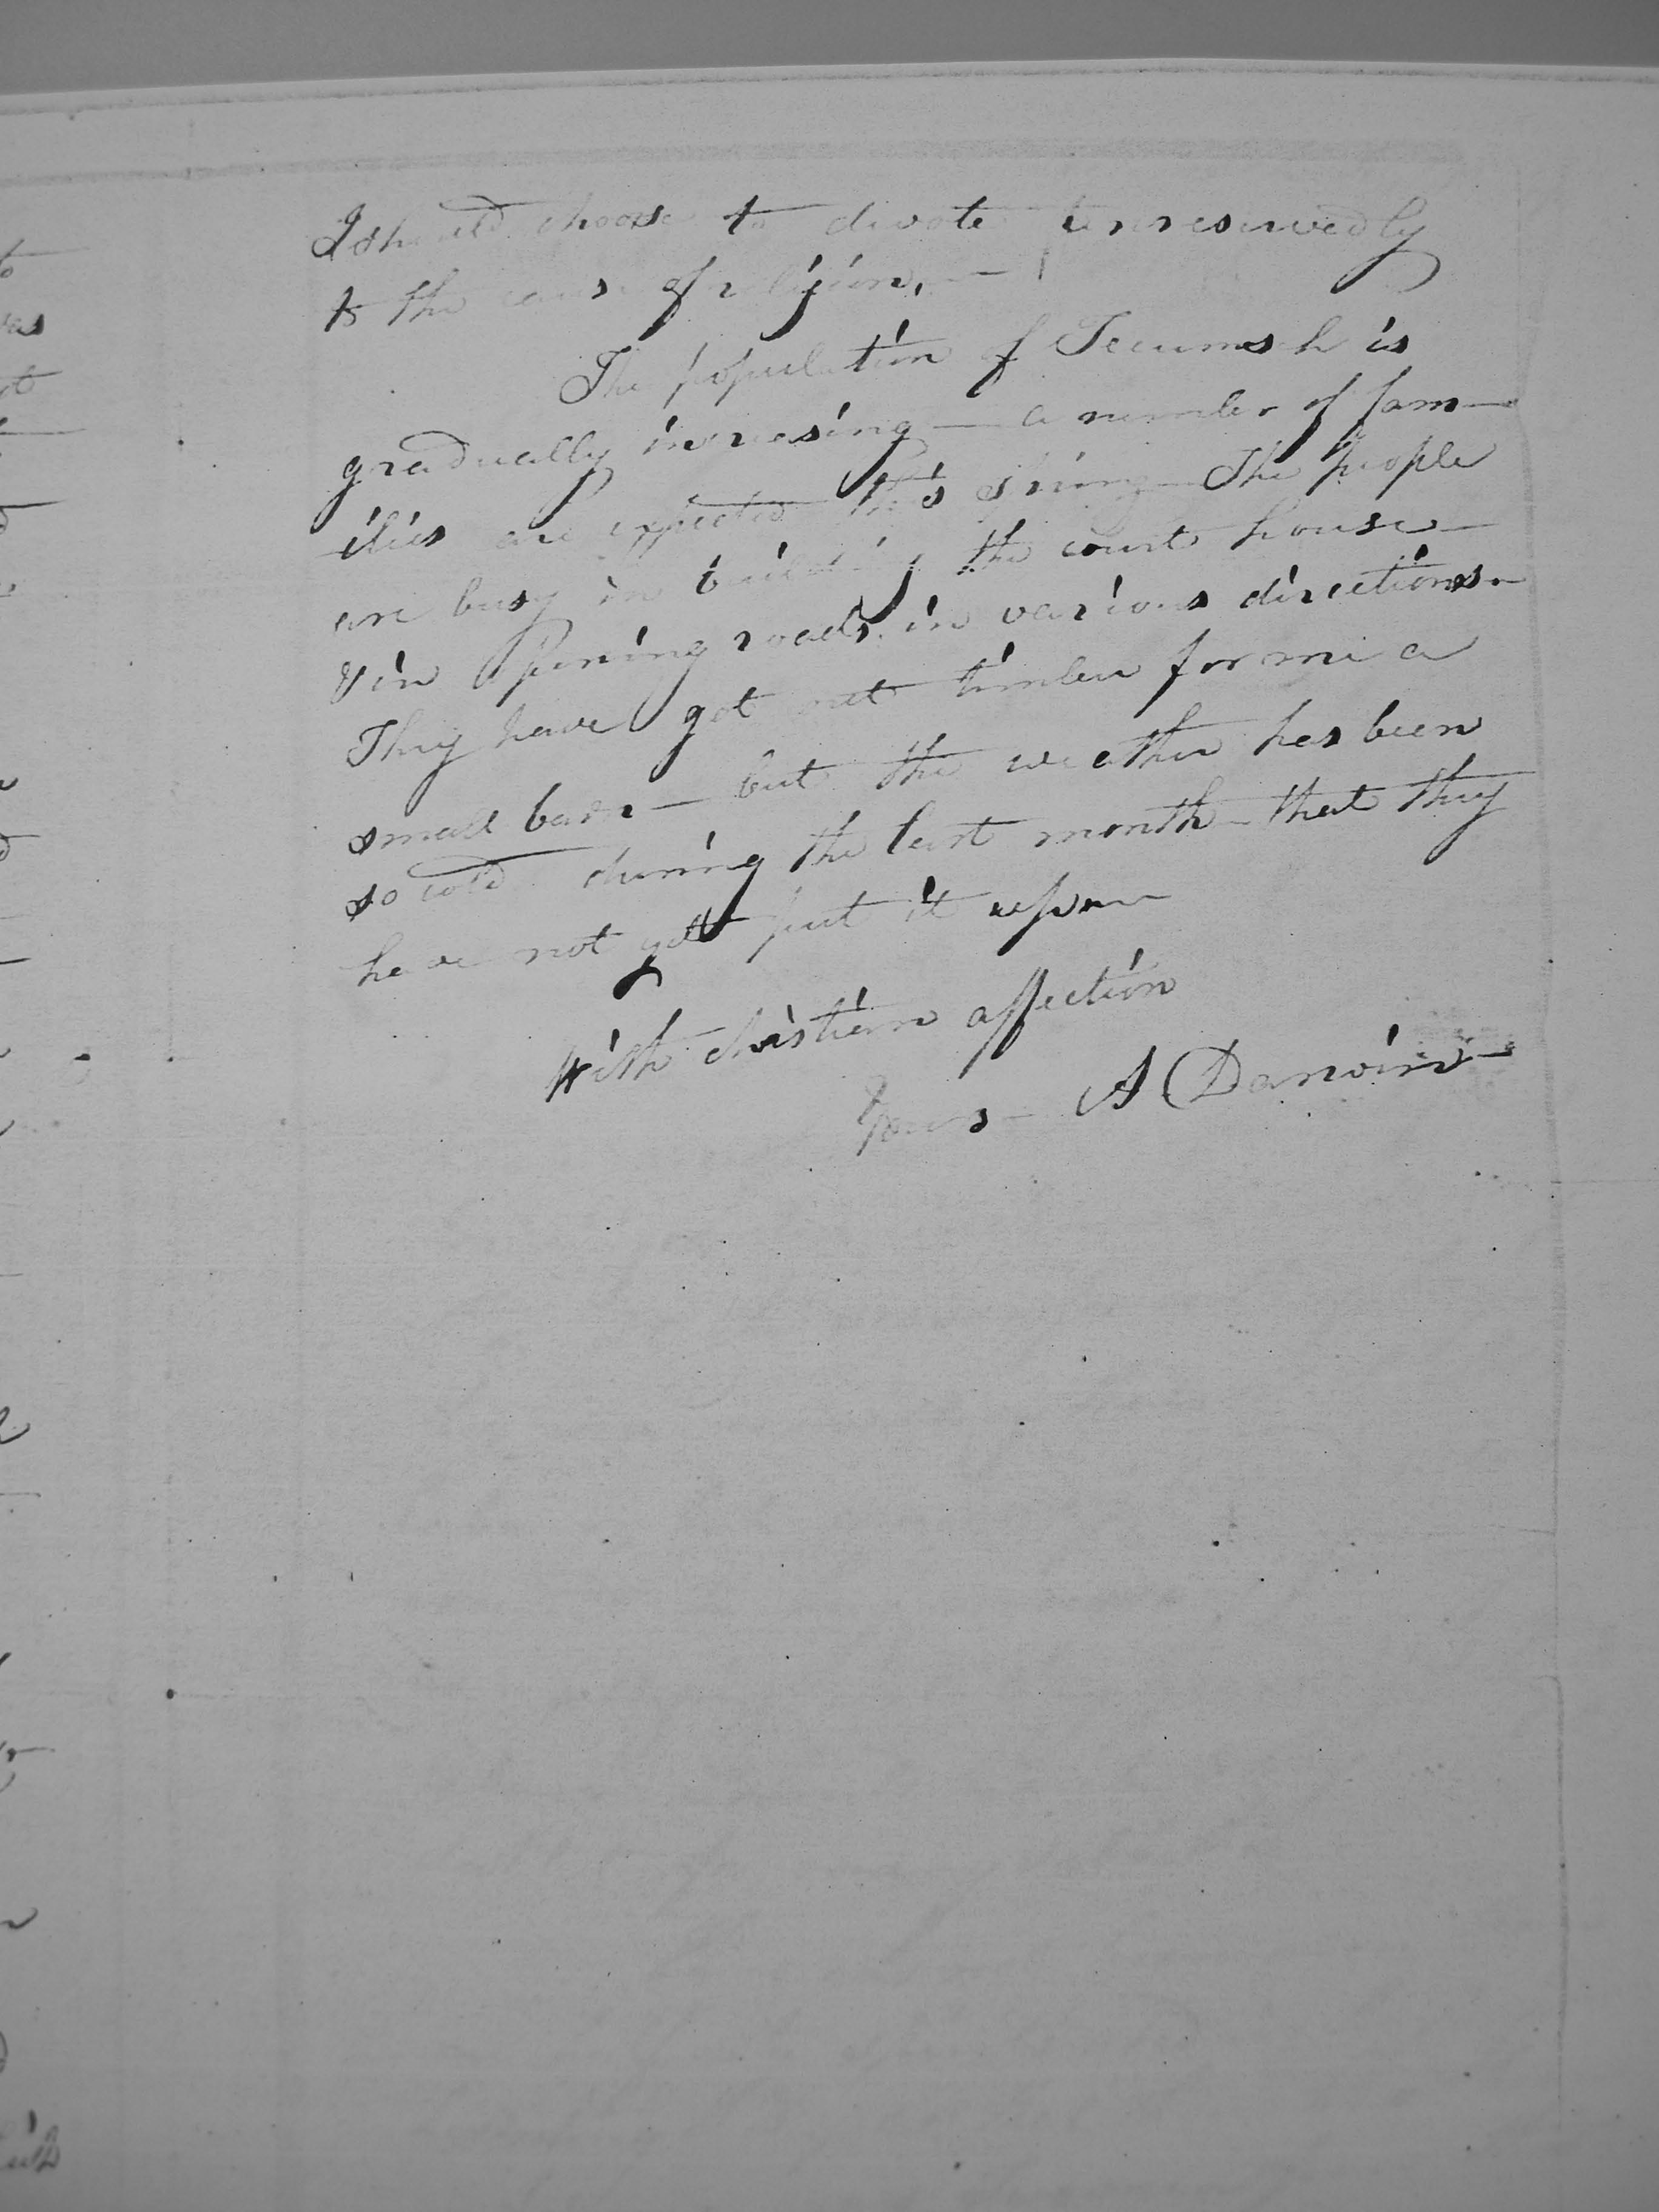 I should choose to devote unreservedly
to the cause of religion, —
The population of Tecumseh is
gradually increasing — a number of fam—
ilies are expected this spring — The people
are busy in building the court house —
& in opening roads in various directions —
They have got out timber for me a
small barn — but the weather has been
so cold during the last month — that they
have not yet put it up —
With christian affection
Yours — A Darwin —